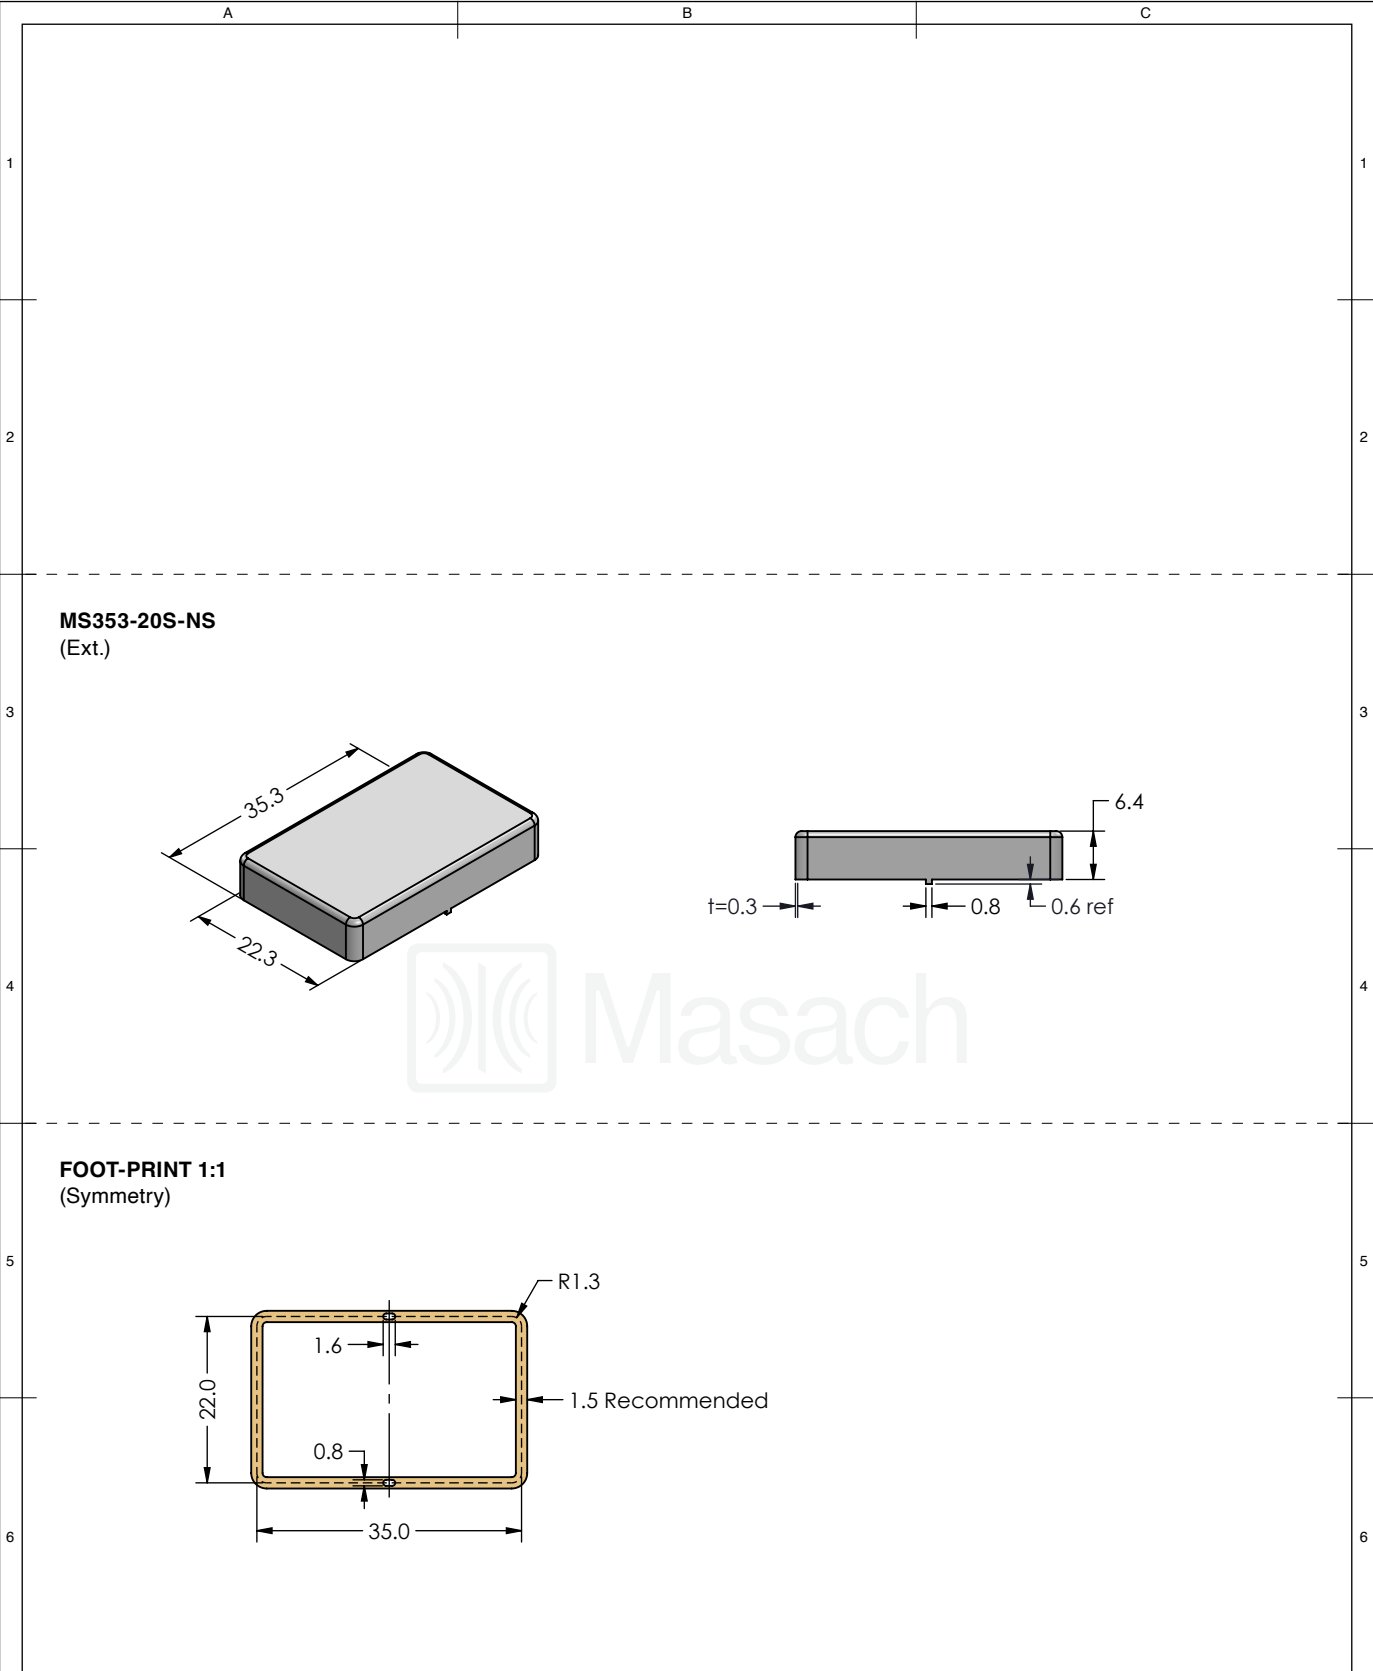 A B C
1 1
2 2
MS353-20S-NS
(Ext.)
3 3
35.3
22.3
6.4
t=0.3
0.8
0.6 ref
4 4
Masach
FOOT-PRINT 1:1
(Symmetry)
5 5
R1.3
1.6
22.0
1.5 Recommended
0.8
35.0
6 6